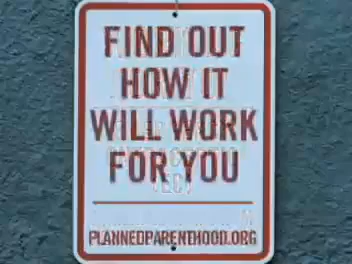 FIND OUT
HOW IT
WILL WORK
FOR YOU
PLANNEDPARENTHOOD.ORG